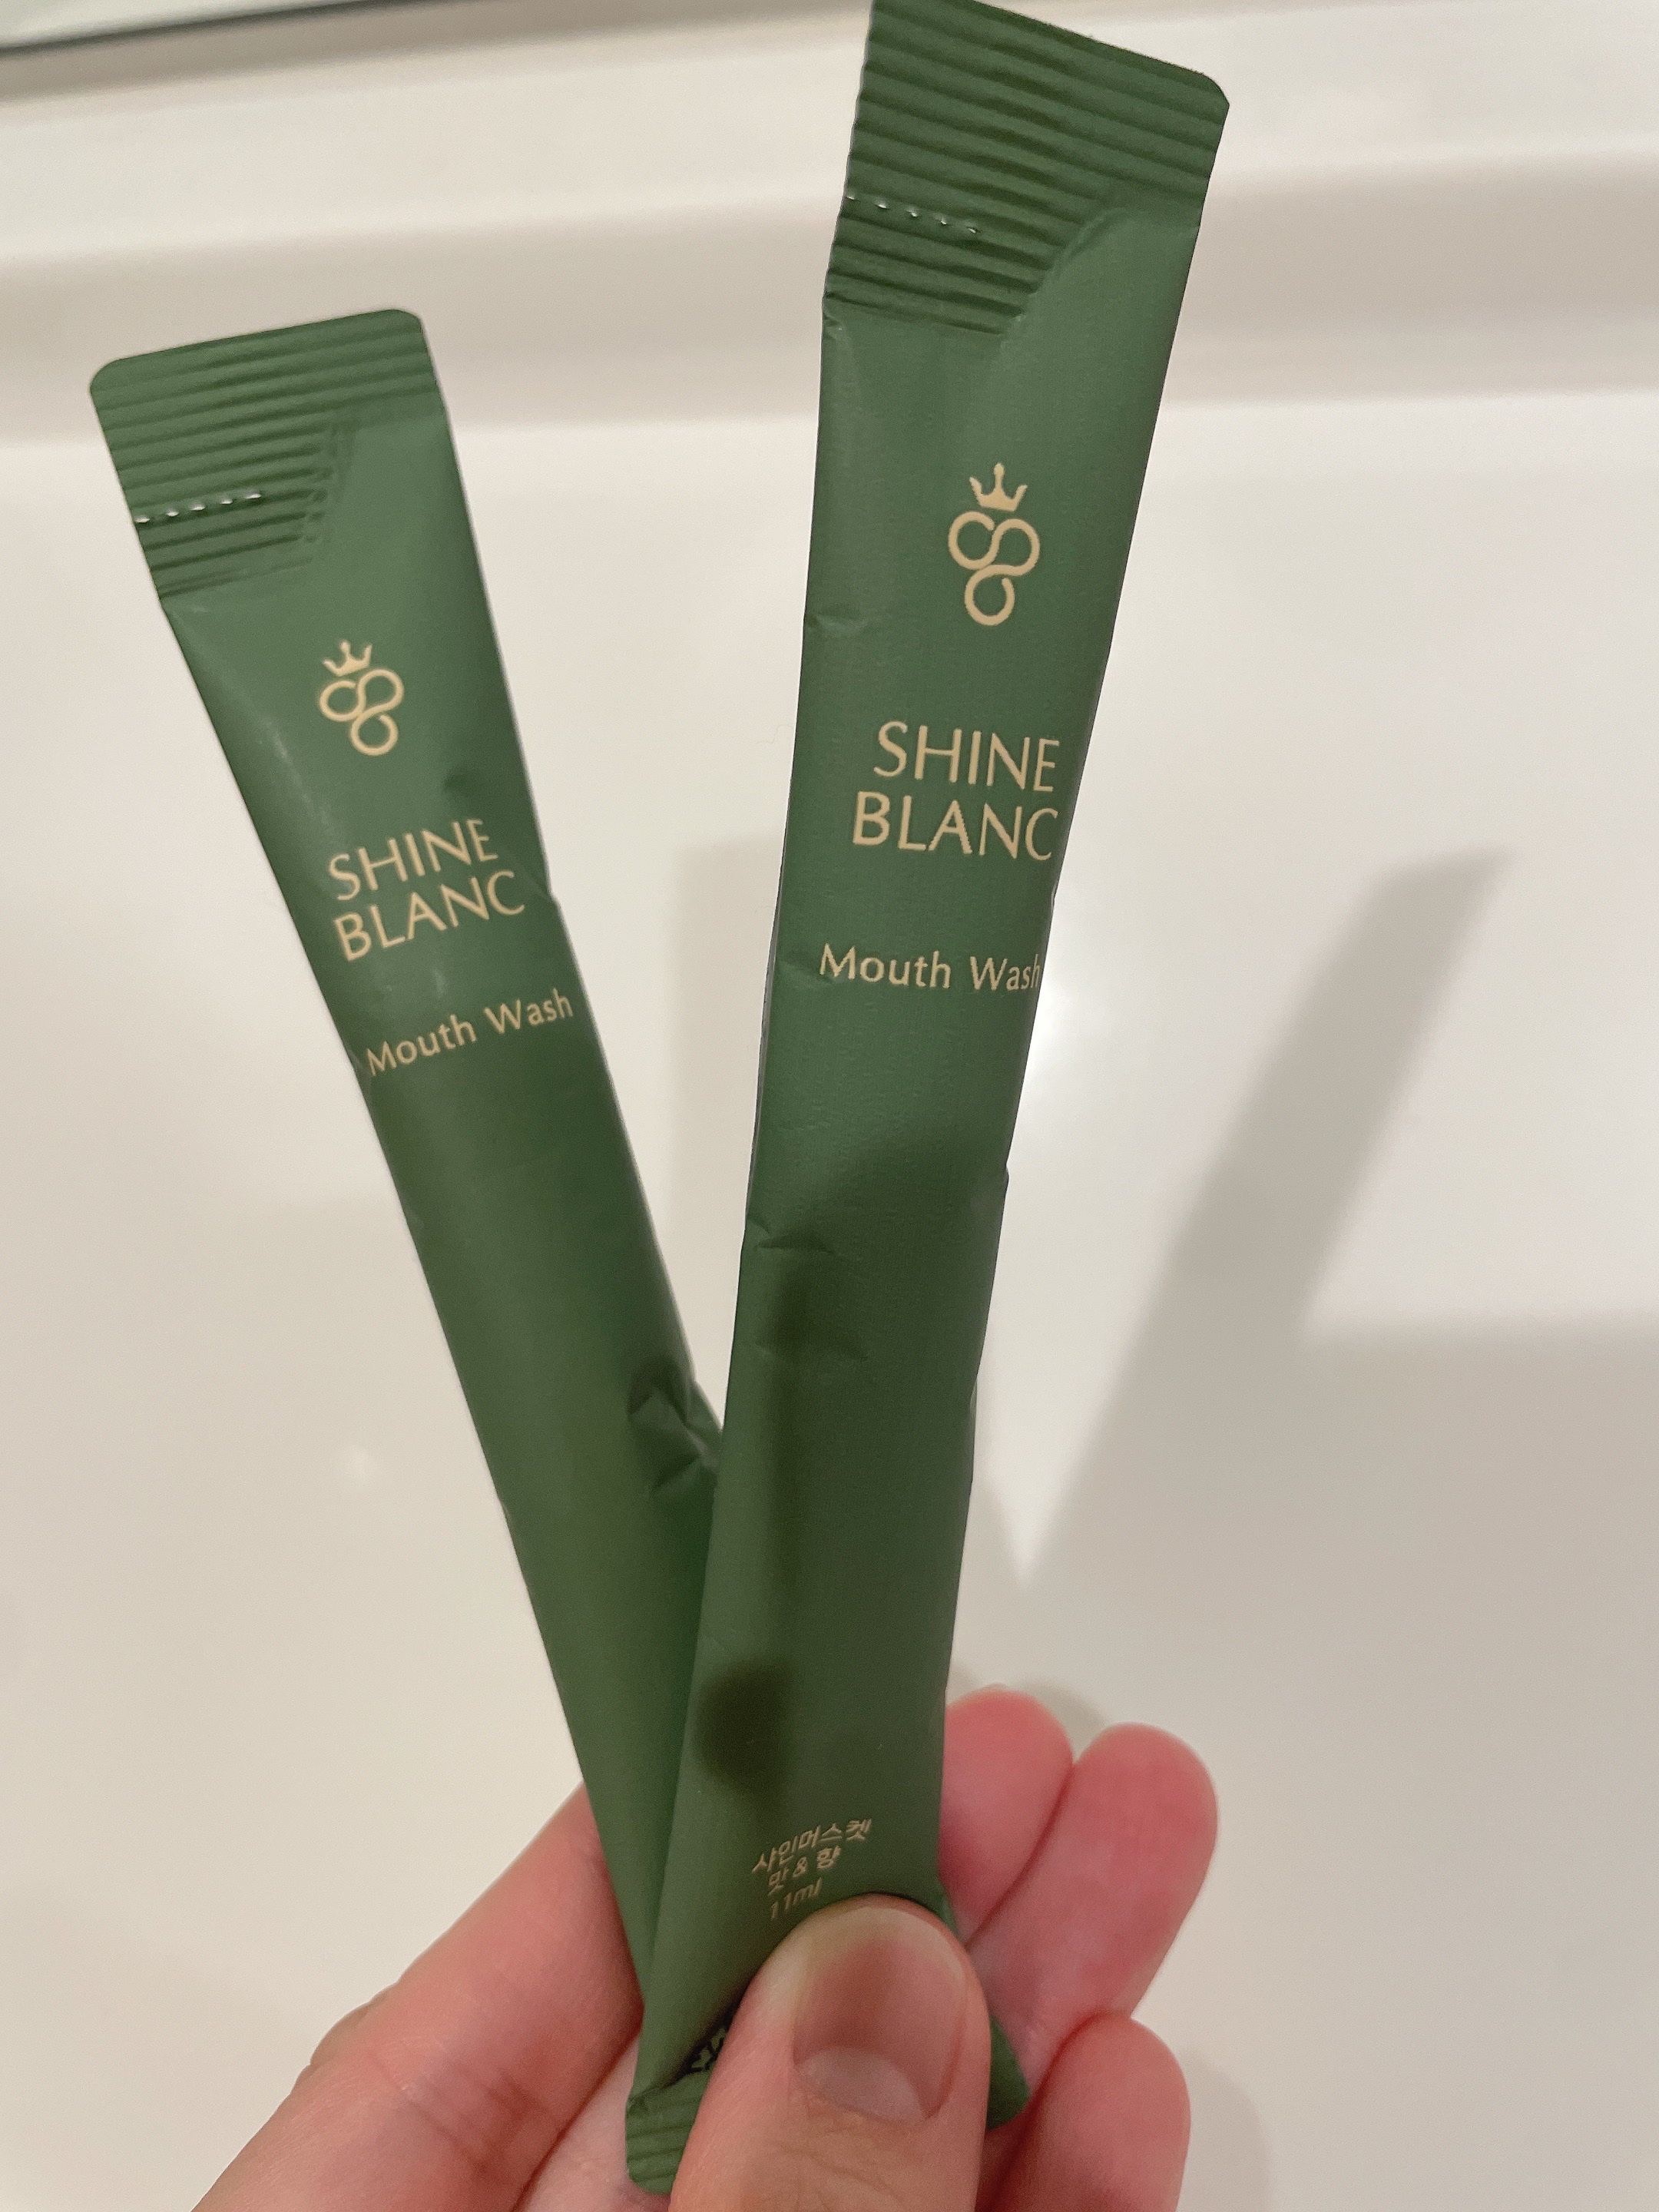 SHINE
BLANC
Mouth Wash
SHINE
BLANC
Mouth Wash
샤인머스켓
맛 & 향
11ml